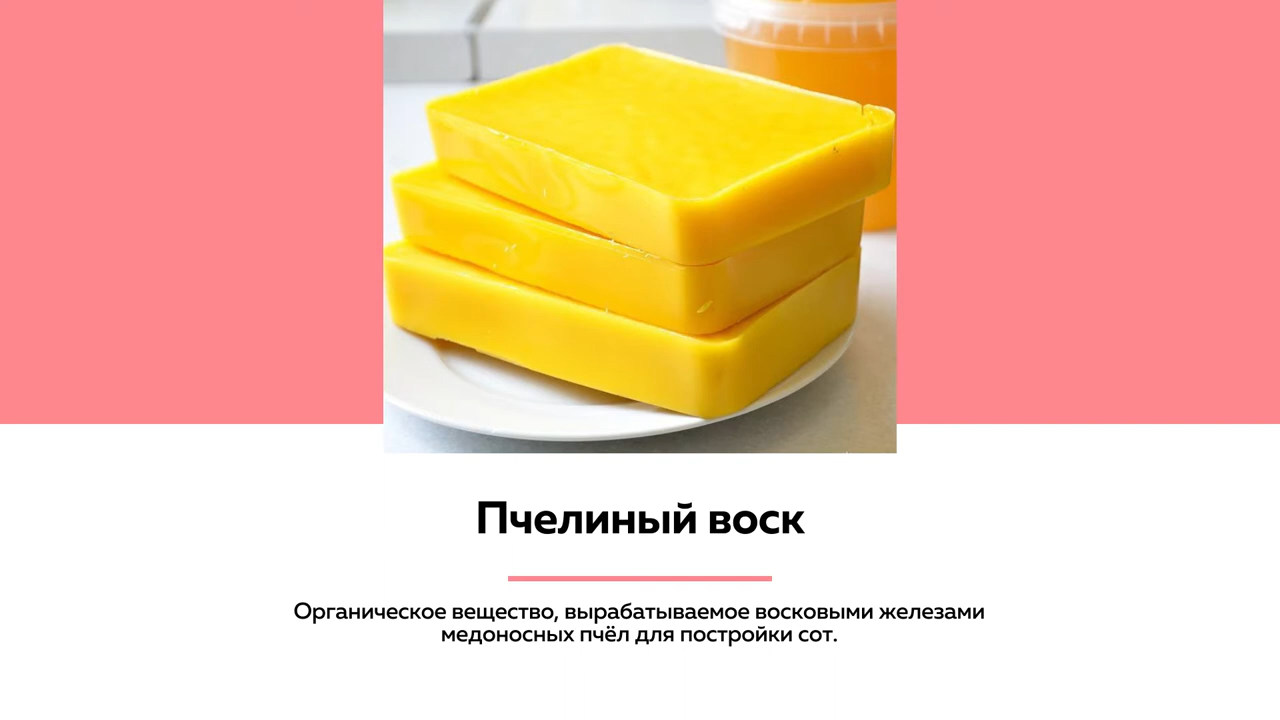 Пчелиный воск
Органическое вещество, вырабатываемое восковыми железами
медоносных пчёл для постройки сот.